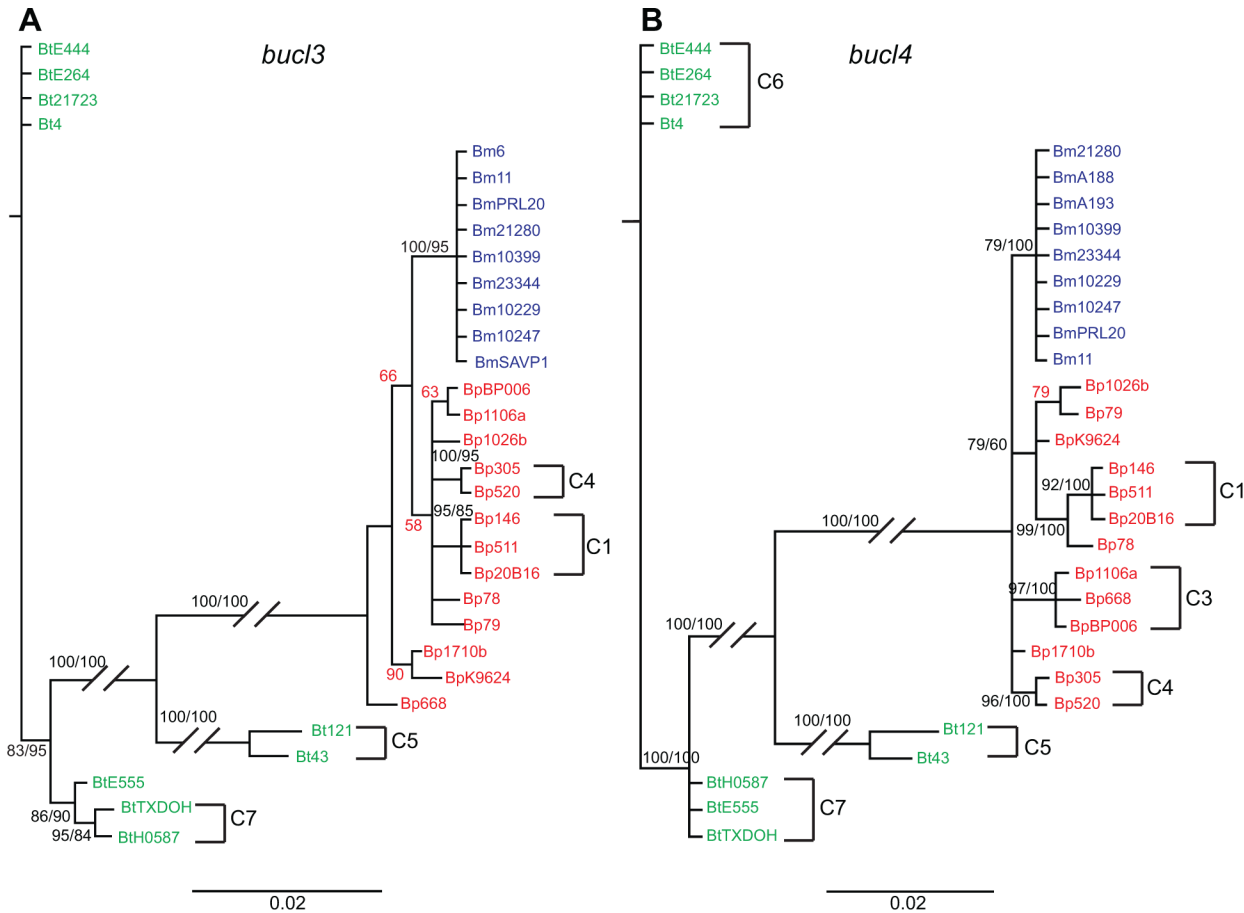 A
bucl3
BtE444
BtE264
Bt21723
Bt4
Bm6
Bm11
BmPRL20
Bm21280
100/95
Bm10399
Bm23344
Bm10229
Bm10247
BmSAVP1
66
63
BpBP006
Bp1106a
Bp1026b
100/95
Bp305
Bp520
C4
95/85
58
Bp146
Bp511
Bp20B16
C1
Bp78
Bp79
100/100
Bp1710b
90
BpK9624
Bp668
100/100
100/100
Bt121
Bt43
C5
83/95
BtE555
86/90
BtTXDOH
95/84
BtH0587
C7
0.02
B
bucl4
BtE444
BtE264
Bt21723
Bt4
C6
Bm21280
BmA188
BmA193
Bm10399
79/100
Bm23344
Bm10229
Bm10247
BmPRL20
Bm11
79
Bp1026b
Bp79
79/60
BpK9624
Bp146
92/100
Bp511
Bp20B16
C1
99/100
Bp78
100/100
Bp1106a
97/100
Bp668
BpBP006
C3
100/100
Bp1710b
Bp305
96/100
Bp520
C4
100/100
Bt121
Bt43
C5
100/100
BtH0587
BtE555
BtTXDOH
C7
0.02